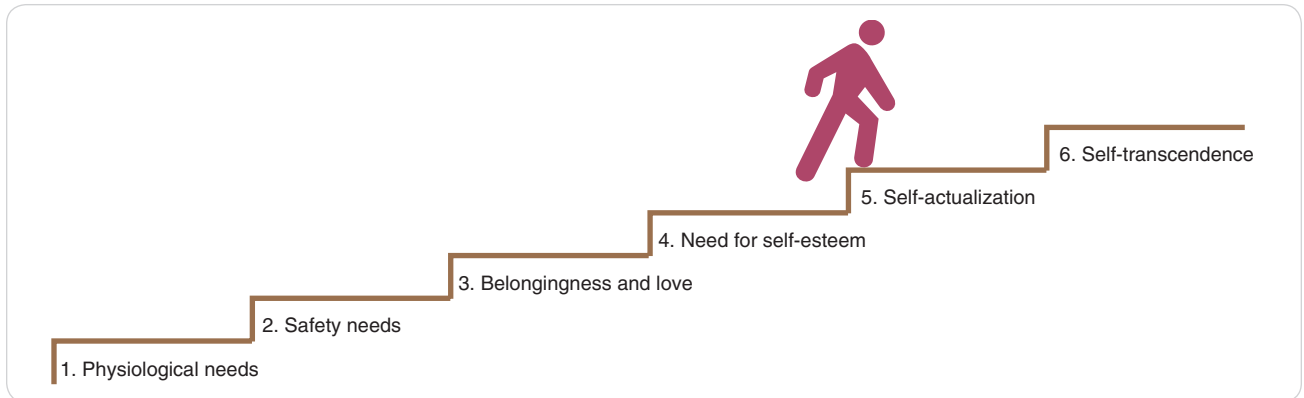 6. Self-transcendence
5. Self-actualization
4. Need for self-esteem
3. Belongingness and love
2. Safety needs
1. Physiological needs